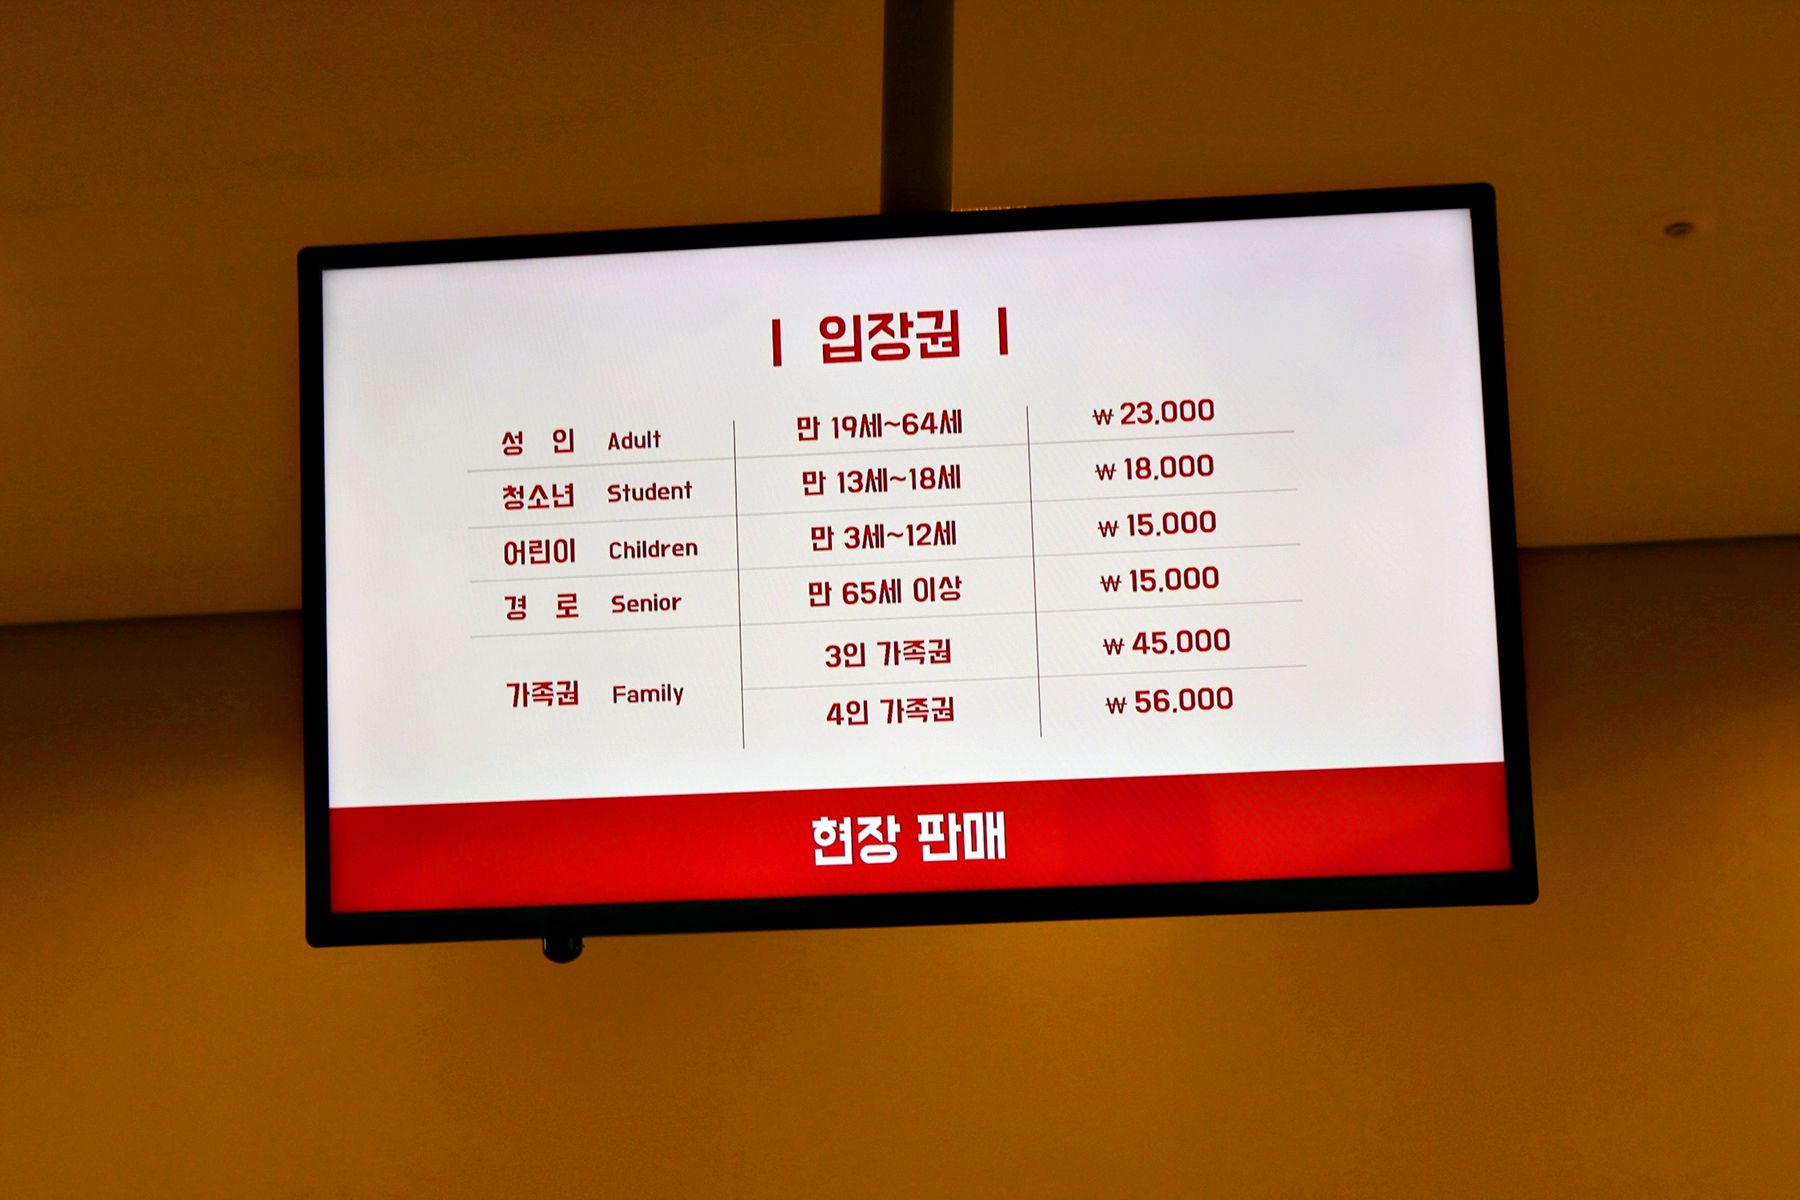 | 입장권 |
성 인 Adult 만 19세~64세 ₩ 23,000
청소년 Student 만 13세~18세 ₩ 18,000
어린이 Children 만 3세~12세 ₩ 15,000
경 로 Senior 만 65세 이상 ₩ 15,000
가족권 Family 3인 가족권 ₩ 45,000
4인 가족권 ₩ 56,000
현장 판매